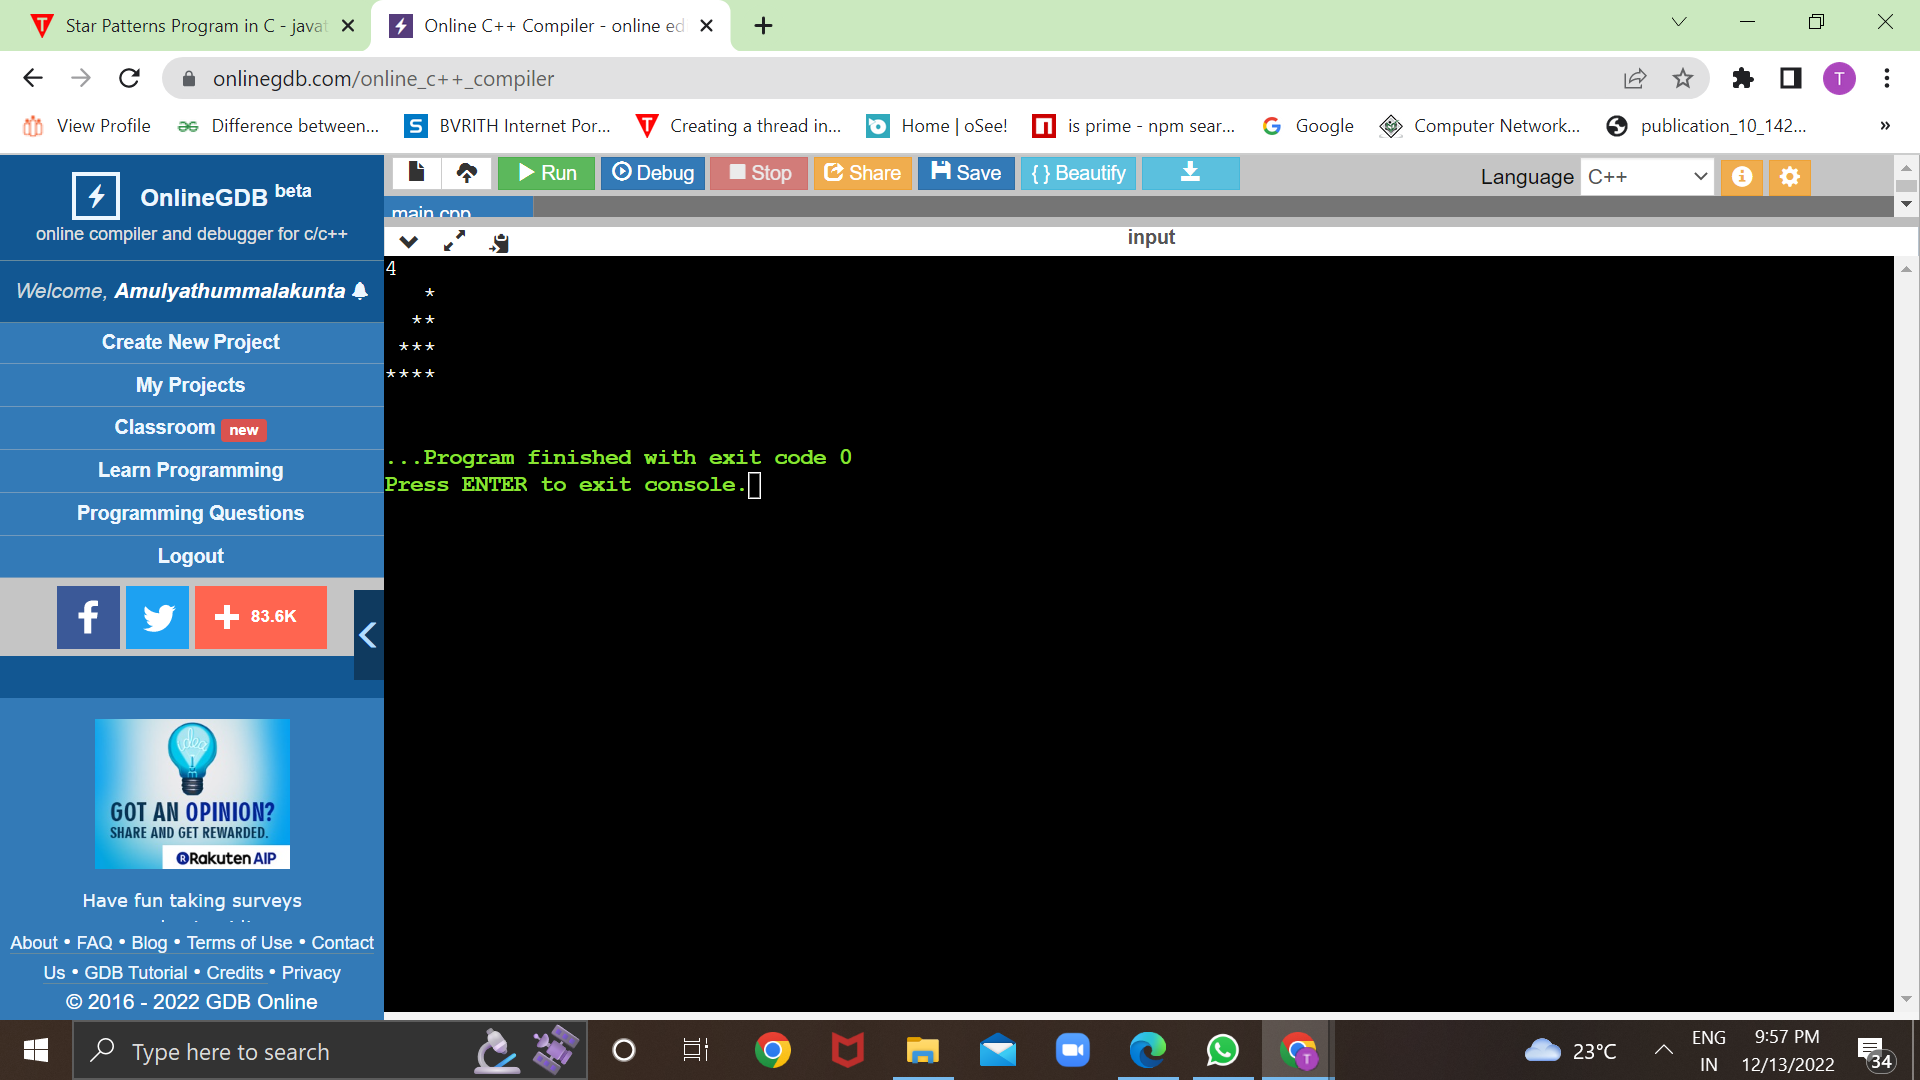 Star Patterns Program in C - javat
Online C++ Compiler - online ed
onlinegdb.com/online_c++_compiler
T
View Profile
Difference between...
S BVRITH Internet Por...
Creating a thread in...
Home | oSee!
is prime - npm sear...
Google
Computer Network...
publication_10_142...
»
OnlineGDB beta
online compiler and debugger for c/c++
Welcome, Amulyathummalakunta
Create New Project
My Projects
Classroom new
Learn Programming
Programming Questions
Logout
83.6K
idea
GOT AN OPINION?
SHARE AND GET REWARDED.
Rakuten AIP
Have fun taking surveys
About • FAQ • Blog • Terms of Use • Contact
Us • GDB Tutorial • Credits • Privacy
© 2016 - 2022 GDB Online
Run
Debug
Stop
Share
Save
{ } Beautify
Language C++
main.cpp
input
4
   *
  **
 ***
****
...Program finished with exit code 0
Press ENTER to exit console.
Type here to search
23°C
ENG
IN
9:57 PM
12/13/2022
34